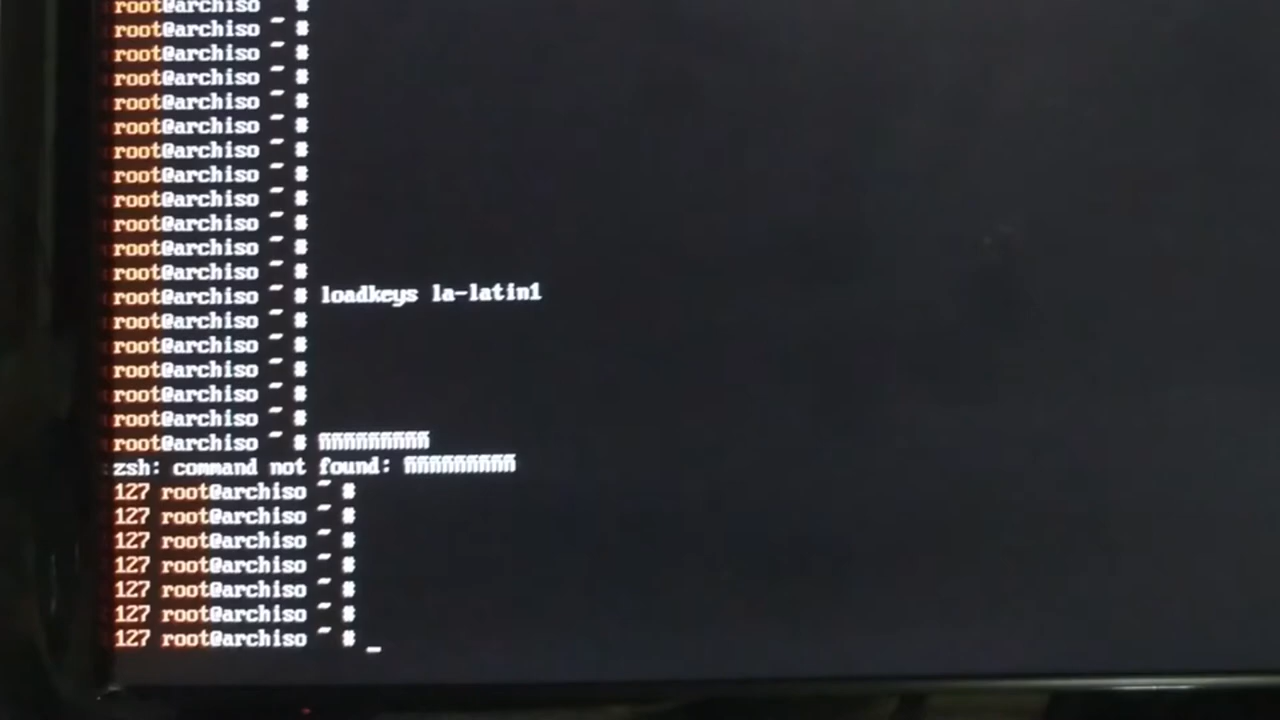 root@archiso ~ #
root@archiso ~ #
root@archiso ~ #
root@archiso ~ #
root@archiso ~ #
root@archiso ~ #
root@archiso ~ #
root@archiso ~ #
root@archiso ~ #
root@archiso ~ #
root@archiso ~ #
root@archiso ~ #
root@archiso ~ # loadkeys la-latin1
root@archiso ~ #
root@archiso ~ #
root@archiso ~ #
root@archiso ~ #
root@archiso ~ #
root@archiso ~ # ñññññññññ
zsh: command not found: ñññññññññ
127 root@archiso ~ #
127 root@archiso ~ #
127 root@archiso ~ #
127 root@archiso ~ #
127 root@archiso ~ #
127 root@archiso ~ #
127 root@archiso ~ # _